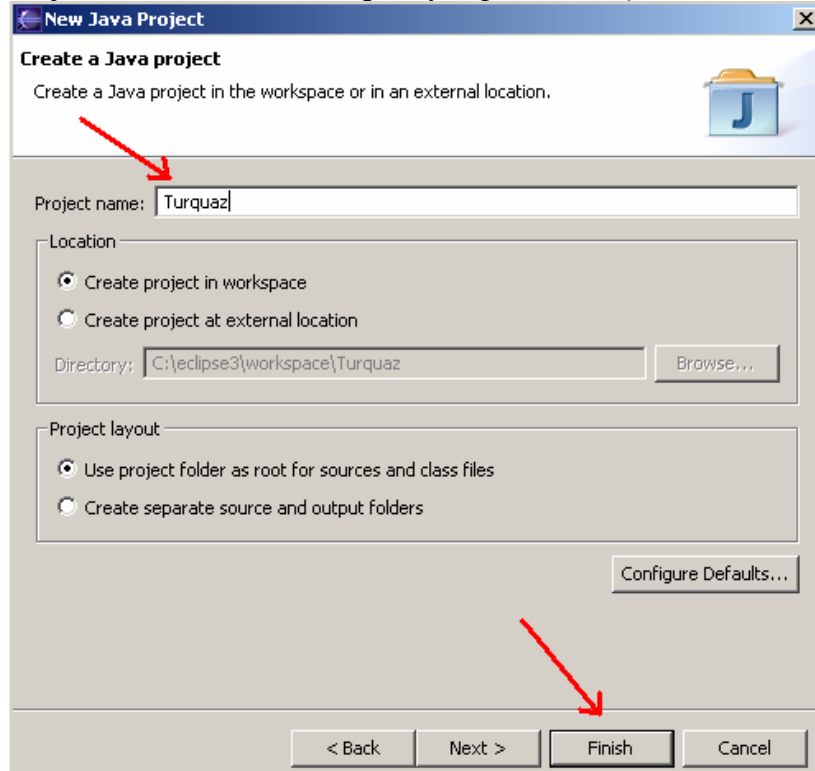 New Java Project
Create a Java project
Create a Java project in the workspace or in an external location.
Project name: Turquaz
Location
Create project in workspace
Create project at external location
Directory: C:\eclipse3\workspace\Turquaz Browse...
Project layout
Use project folder as root for sources and class files
Create separate source and output folders
Configure Defaults...
< Back Next > Finish Cancel